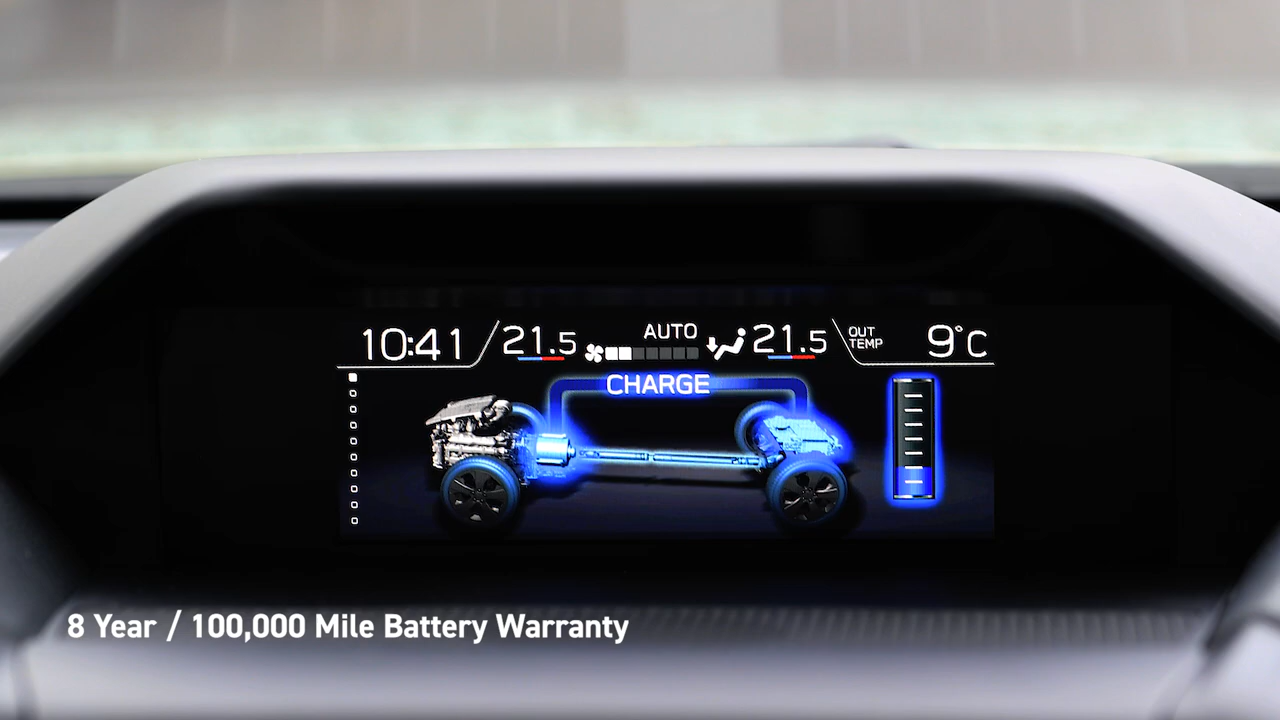 10:41 21.5 AUTO 21.5 OUT TEMP 9°C
CHARGE
8 Year / 100,000 Mile Battery Warranty